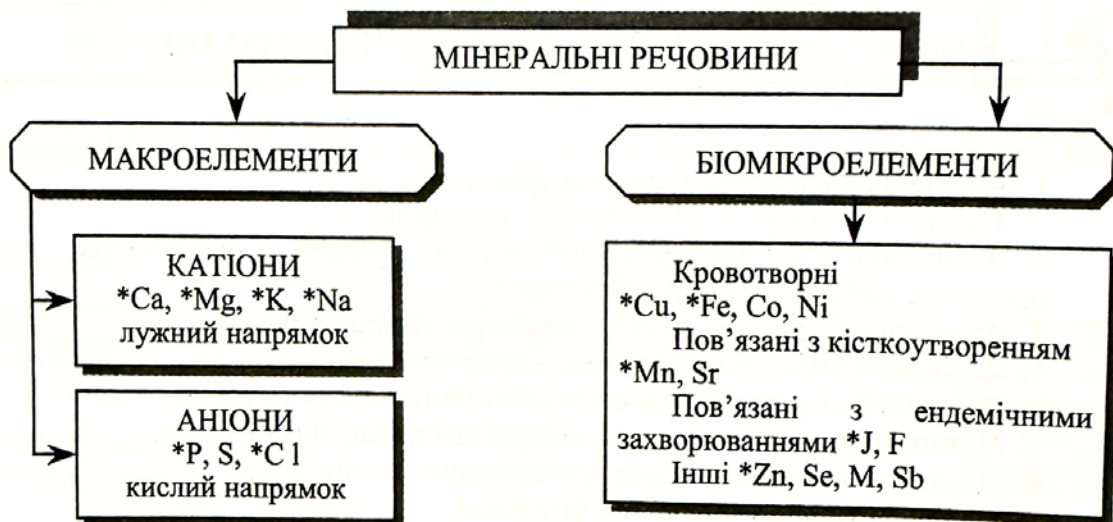 МІНЕРАЛЬНІ РЕЧОВИНИ
МАКРОЕЛЕМЕНТИ
КАТІОНИ
*Ca, *Mg, *K, *Na
лужний напрямок
АНІОНИ
*P, S, *C l
кислий напрямок
БІОМІКРОЕЛЕМЕНТИ
Кровотворні
*Cu, *Fe, Co, Ni
Пов’язані з кісткоутворенням
*Mn, Sr
Пов’язані з ендемічними
захворюваннями *J, F
Інші *Zn, Se, M, Sb